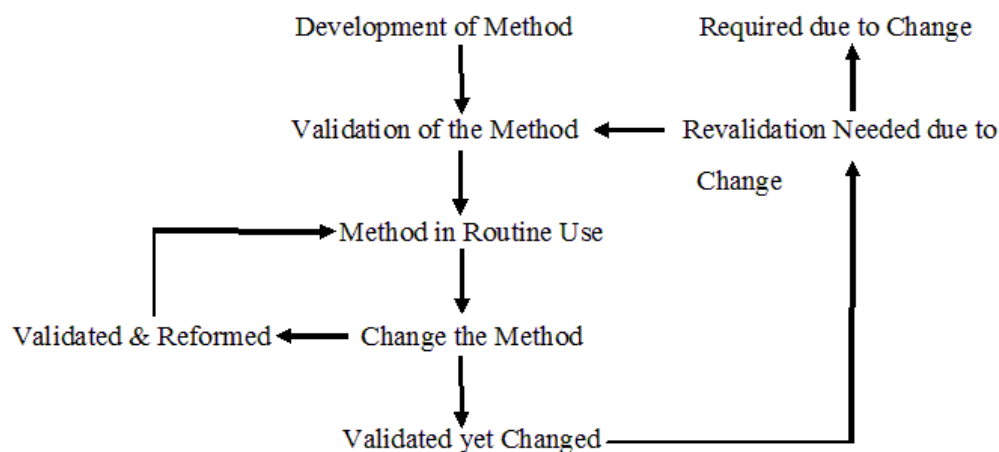 Development of Method
Required due to Change
Validation of the Method
Revalidation Needed due to
Change
Method in Routine Use
Validated & Reformed
Change the Method
Validated yet Changed